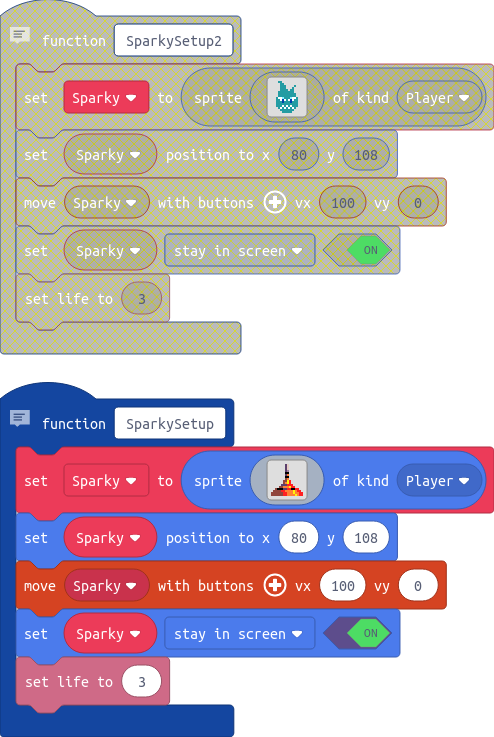 function SparkySetup2
set Sparky to sprite of kind Player
set Sparky position to x 80 y 108
move Sparky with buttons vx 100 vy 0
set Sparky stay in screen ON
set life to 3
function SparkySetup
set Sparky to sprite of kind Player
set Sparky position to x 80 y 108
move Sparky with buttons vx 100 vy 0
set Sparky stay in screen ON
set life to 3